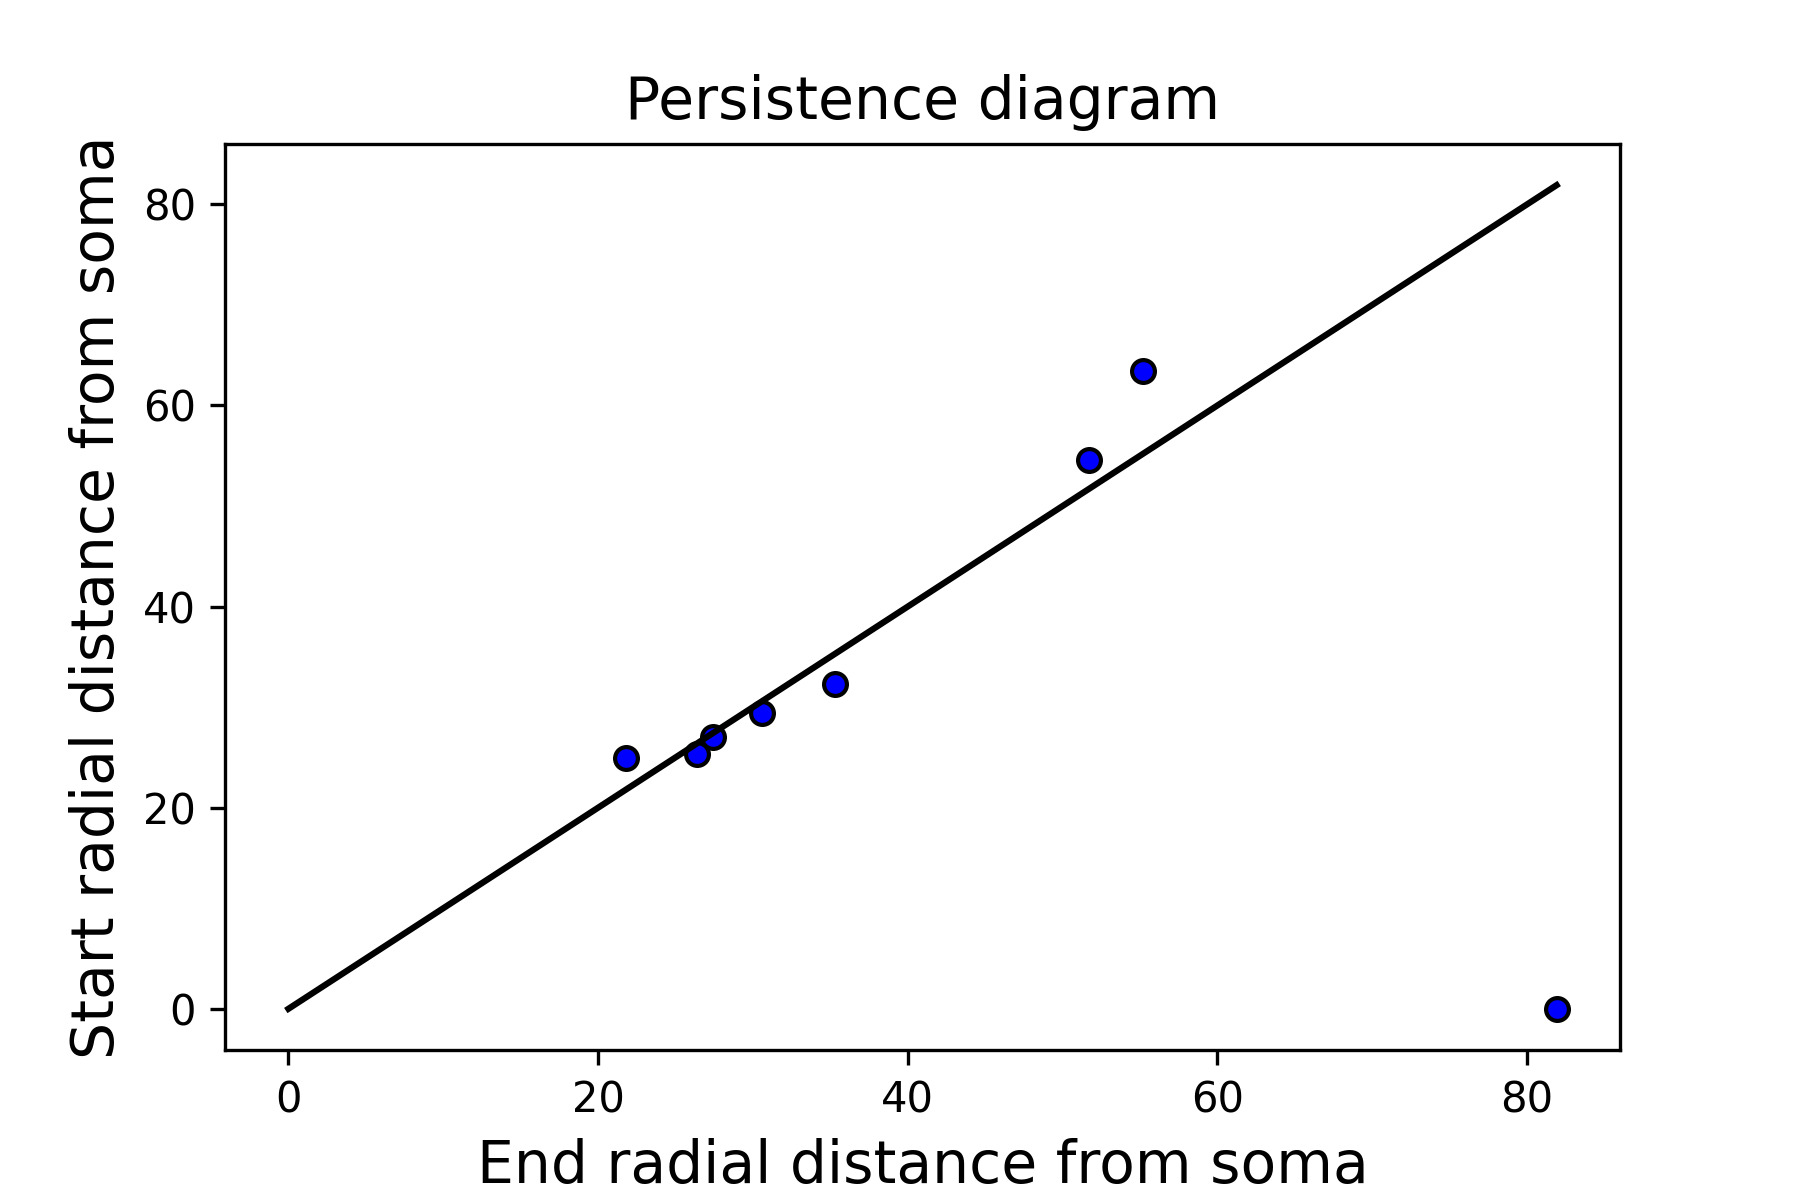 Persistence diagram
Start radial distance from soma
80
60
40
20
0
0 20 40 60 80
End radial distance from soma